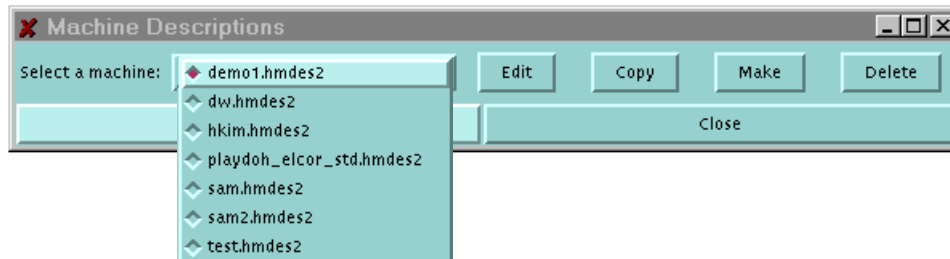 Machine Descriptions
Select a machine: demo1.hmdes2 Edit Copy Make Delete
dw.hmdes2
hkim.hmdes2 Close
playdoh_elcor_std.hmdes2
sam.hmdes2
sam2.hmdes2
test.hmdes2